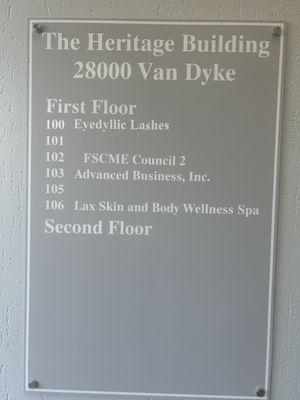 The Heritage Building
28000 Van Dyke
First Floor
100 Eyedyllic Lashes
101
102 FSCME Council 2
103 Advanced Business, Inc.
105
106 Lax Skin and Body Wellness Spa
Second Floor